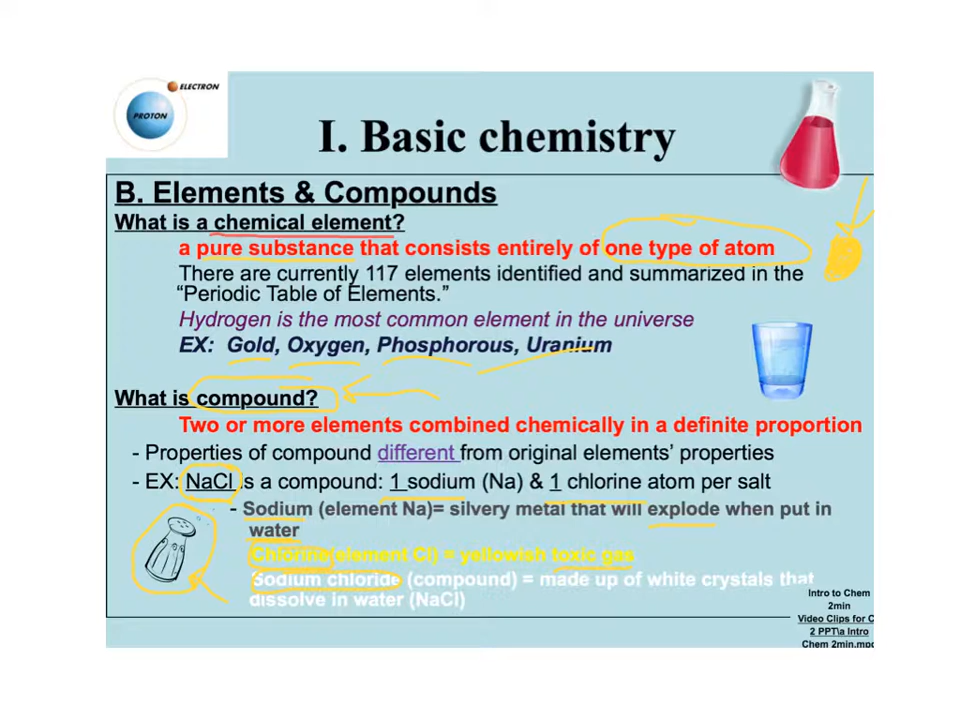 ELECTRON
PROTON
I. Basic chemistry
B. Elements & Compounds
What is a chemical element?
a pure substance that consists entirely of one type of atom
There are currently 117 elements identified and summarized in the
“Periodic Table of Elements.”
Hydrogen is the most common element in the universe
EX: Gold, Oxygen, Phosphorous, Uranium
What is compound?
Two or more elements combined chemically in a definite proportion
- Properties of compound different from original elements’ properties
- EX: NaCl is a compound: 1 sodium (Na) & 1 chlorine atom per salt
- Sodium (element Na)= silvery metal that will explode when put in
water
Chlorine(element Cl) = yellowish toxic gas
Sodium chloride (compound) = made up of white crystals that
dissolve in water (NaCl)
Intro to Chem
2min
Video Clips for C
2 PPT\a Intro
Chem 2min.mpg